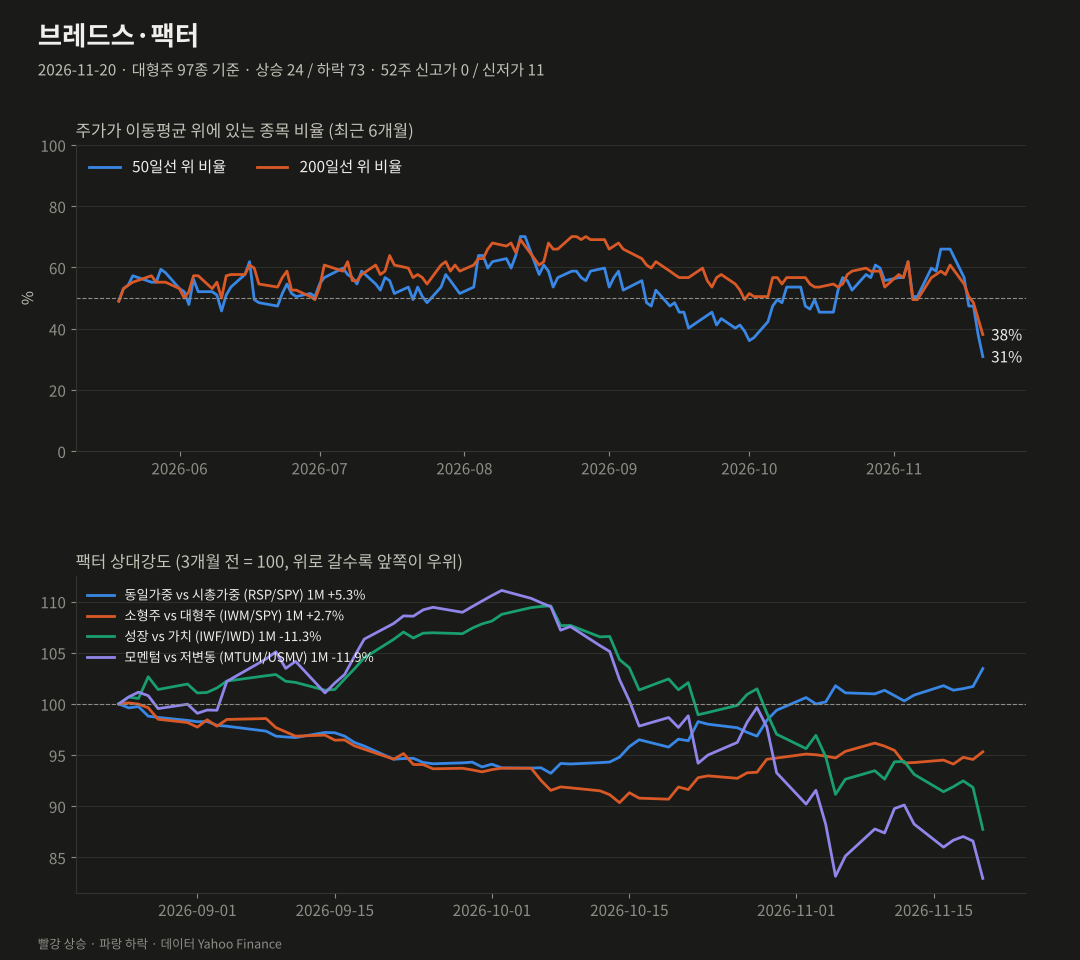 브레드스·팩터
2026-11-20 · 대형주 97종 기준 · 상승 24 / 하락 73 · 52주 신고가 0 / 신저가 11
주가가 이동평균 위에 있는 종목 비율 (최근 6개월)
50일선 위 비율
200일선 위 비율
100
80
60
40
20
0
%
38%
31%
2026-06
2026-07
2026-08
2026-09
2026-10
2026-11
팩터 상대강도 (3개월 전 = 100, 위로 갈수록 앞쪽이 우위)
동일가중 vs 시총가중 (RSP/SPY) 1M +5.3%
소형주 vs 대형주 (IWM/SPY) 1M +2.7%
성장 vs 가치 (IWF/IWD) 1M -11.3%
모멘텀 vs 저변동 (MTUM/USMV) 1M -11.9%
110
105
100
95
90
85
2026-09-01
2026-09-15
2026-10-01
2026-10-15
2026-11-01
2026-11-15
빨강 상승 · 파랑 하락 · 데이터 Yahoo Finance